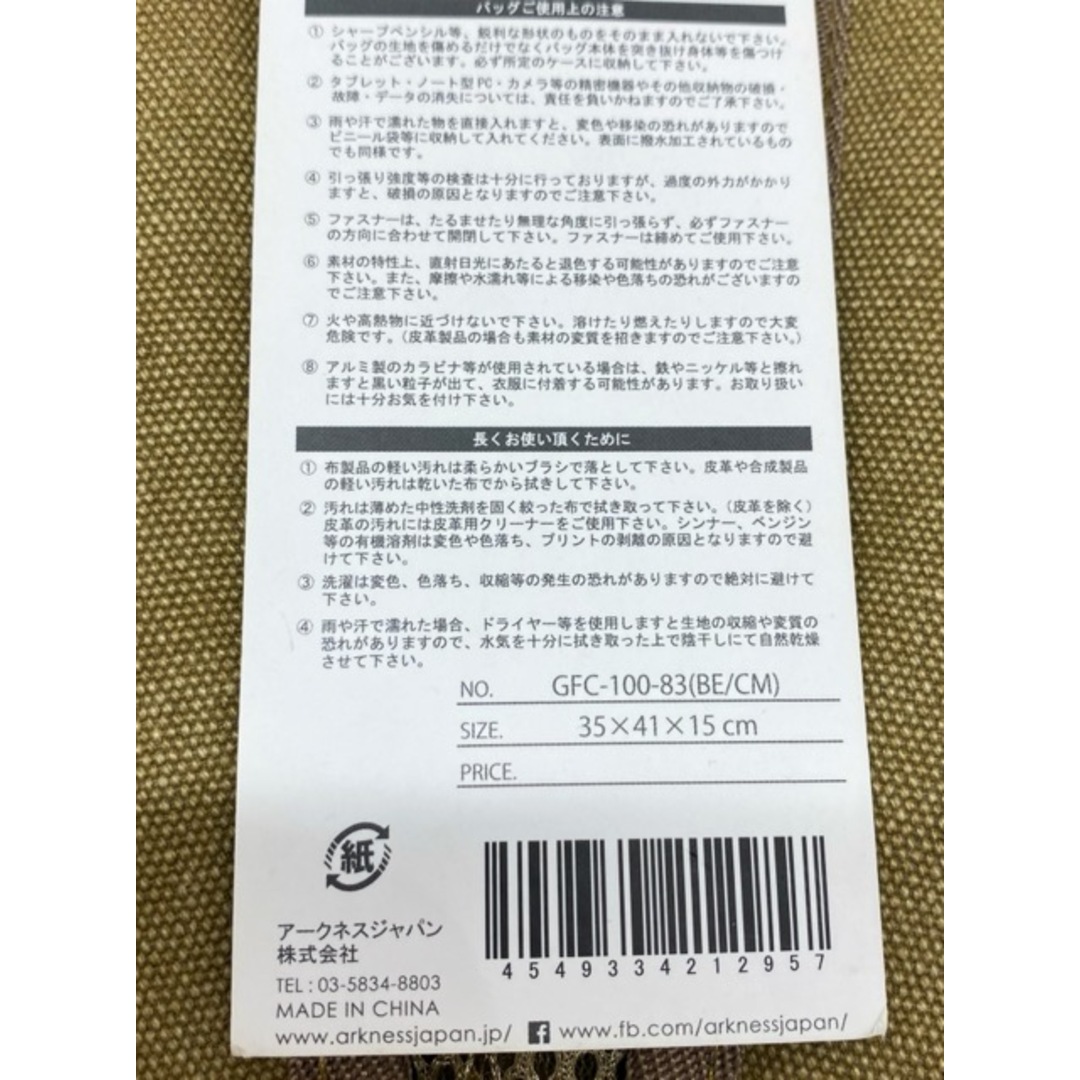 バッグご使用上の注意
① シャープペンシル等、鋭利な形状のものをそのまま入れないで下さい。
バッグの生地を傷めるだけでなくバッグ本体を突き抜け身体等を傷つけ
ることがございます。必ず所定のケースに収納して下さい。
② タブレット・ノート型PC・カメラ等の精密機器やその他収納物の破損・
故障・データの消失については、責任を負いかねますのでご了承下さい。
③ 雨や汗で濡れた物を直接入れますと、変色や移染の恐れがありますので
ビニール袋等に収納して入れてください。表面に撥水加工されているもの
でも同様です。
④ 引っ張り強度等の検査は十分に行っておりますが、過度の外力がかかり
ますと、破損の原因となりますのでご注意下さい。
⑤ ファスナーは、たるませたり無理な角度に引っ張らず、必ずファスナー
の方向に合わせて開閉して下さい。ファスナーは締めてご使用下さい。
⑥ 素材の特性上、直射日光にあたると退色する可能性がありますのでご注意
下さい。また、摩擦や水濡れ等による移染や色落ちの恐れがございますの
でご注意下さい。
⑦ 火や高熱物に近づけないで下さい。溶けたり燃えたりしますので大変
危険です。（皮革製品の場合も素材の変質を招きますのでご注意下さい。）
⑧ アルミ製のカラビナ等が使用されている場合は、鉄やニッケル等と擦れ
ますと黒い粒子が出て、衣服に付着する可能性があります。お取り扱い
には十分お気を付け下さい。
長くお使い頂くために
① 布製品の軽い汚れは柔らかいブラシで落として下さい。皮革や合成製品
の軽い汚れは乾いた布でから拭きして下さい。
② 汚れは薄めた中性洗剤を固く絞った布で拭き取って下さい。（皮革を除く）
皮革の汚れには皮革用クリーナーをご使用下さい。シンナー、ベンジン
等の有機溶剤は変色や色落ち、プリントの剥離の原因となりますので避
けて下さい。
③ 洗濯は変色、色落ち、収縮等の発生の恐れがありますので絶対に避けて
下さい。
④ 雨や汗で濡れた場合、ドライヤー等を使用しますと生地の収縮や変質の
恐れがありますので、水気を十分に拭き取った上で陰干しにて自然乾燥
させて下さい。
NO. GFC-100-83(BE/CM)
SIZE. 35×41×15 cm
PRICE.
紙
アークネスジャパン
株式会社
TEL : 03-5834-8803
MADE IN CHINA
www.arknessjapan.jp/ f www.fb.com/arknessjapan/
4549334212957